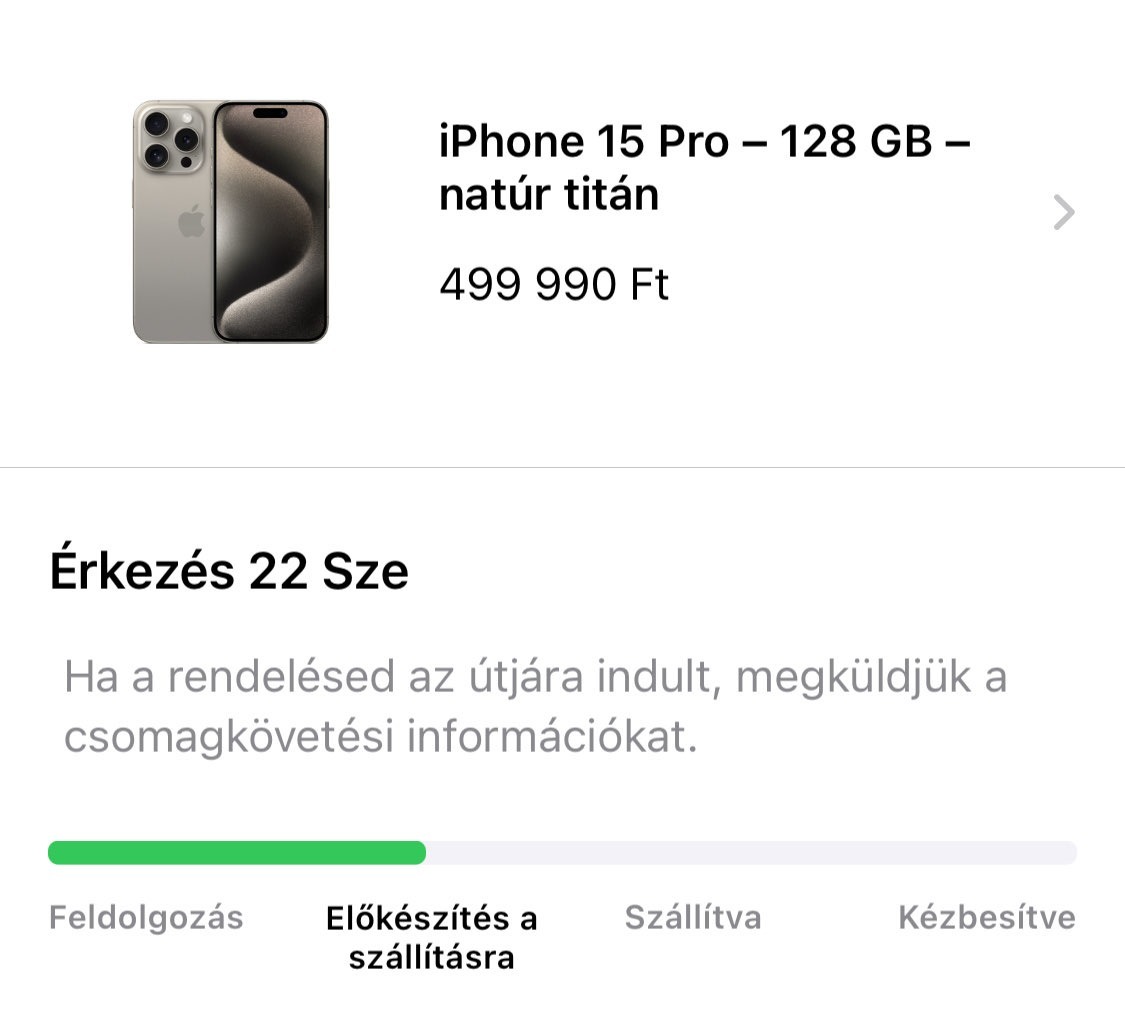 iPhone 15 Pro – 128 GB –
natúr titán
499 990 Ft
Érkezés 22 Sze
Ha a rendelésed az útjára indult, megküldjük a
csomagkövetési információkat.
Feldolgozás
Előkészítés a
szállításra
Szállítva
Kézbesítve